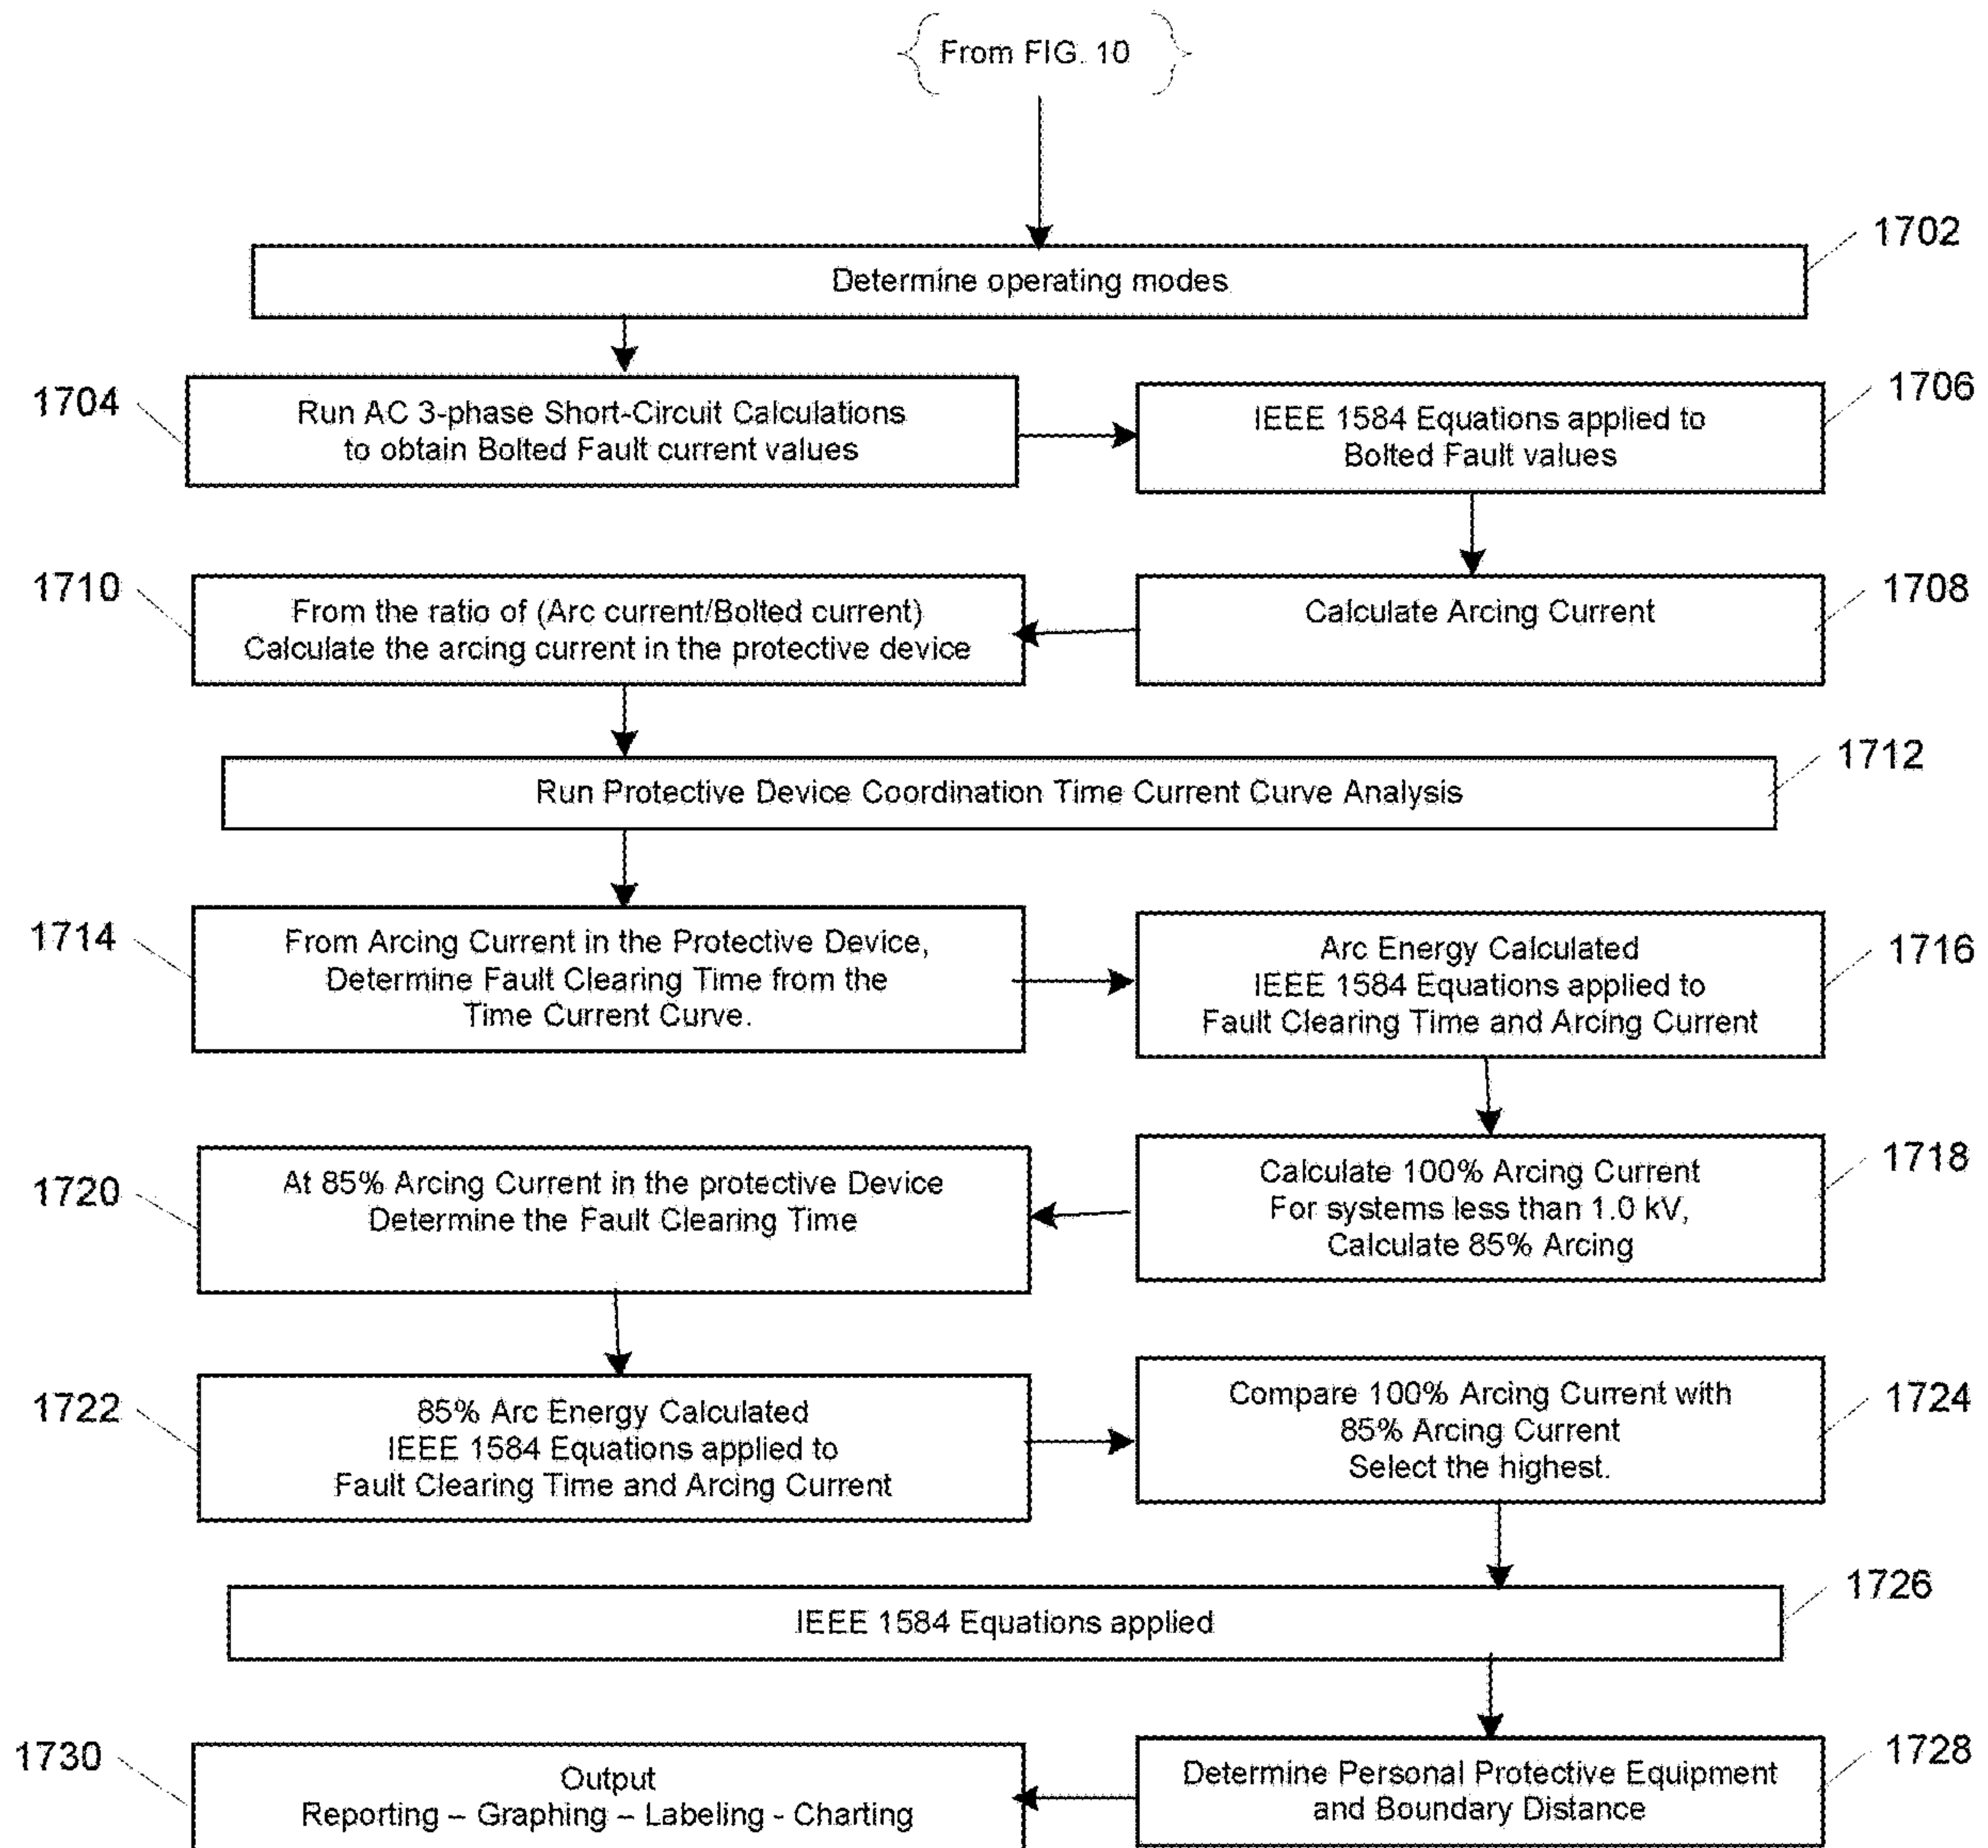 From FIG. 10
1702
Determine operating modes
1704
Run AC 3-phase Short-Circuit Calculations
to obtain Bolted Fault current values
1706
IEEE 1584 Equations applied to
Bolted Fault values
1710
From the ratio of (Arc current/Bolted current)
Calculate the arcing current in the protective device
1708
Calculate Arcing Current
1712
Run Protective Device Coordination Time Current Curve Analysis
1714
From Arcing Current in the Protective Device,
Determine Fault Clearing Time from the
Time Current Curve.
1716
Arc Energy Calculated
IEEE 1584 Equations applied to
Fault Clearing Time and Arcing Current
1720
At 85% Arcing Current in the protective Device
Determine the Fault Clearing Time
1718
Calculate 100% Arcing Current
For systems less than 1.0 kV,
Calculate 85% Arcing
1722
85% Arc Energy Calculated
IEEE 1584 Equations applied to
Fault Clearing Time and Arcing Current
1724
Compare 100% Arcing Current with
85% Arcing Current
Select the highest.
1726
IEEE 1584 Equations applied
1730
Output
Reporting – Graphing – Labeling - Charting
1728
Determine Personal Protective Equipment
and Boundary Distance